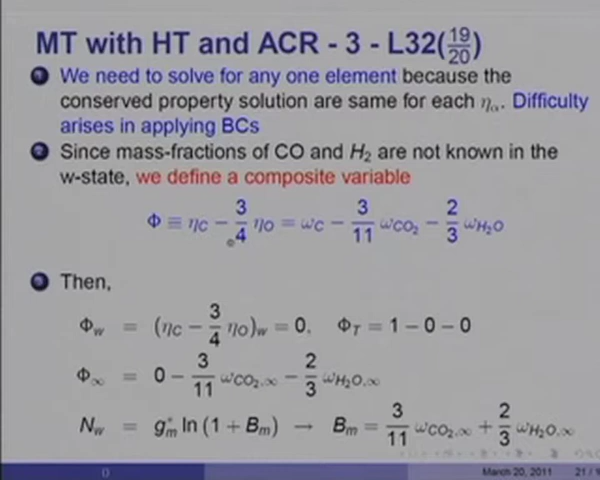 MT with HT and ACR - 3 - L32(19/20)
1 We need to solve for any one element because the
conserved property solution are same for each η_α. Difficulty
arises in applying BCs
2 Since mass-fractions of CO and H₂ are not known in the
w-state, we define a composite variable
Φ ≡ η_C − 3/4 η_O = ω_C − 3/11 ω_CO₂ − 2/3 ω_H₂O
3 Then,
Φ_w = (η_C − 3/4 η_O)_w = 0, Φ_T = 1 − 0 − 0
Φ_∞ = 0 − 3/11 ω_CO₂,∞ − 2/3 ω_H₂O,∞
N_w = g*_m ln (1 + B_m) → B_m = 3/11 ω_CO₂,∞ + 2/3 ω_H₂O,∞
() March 20, 2011 21 / 1